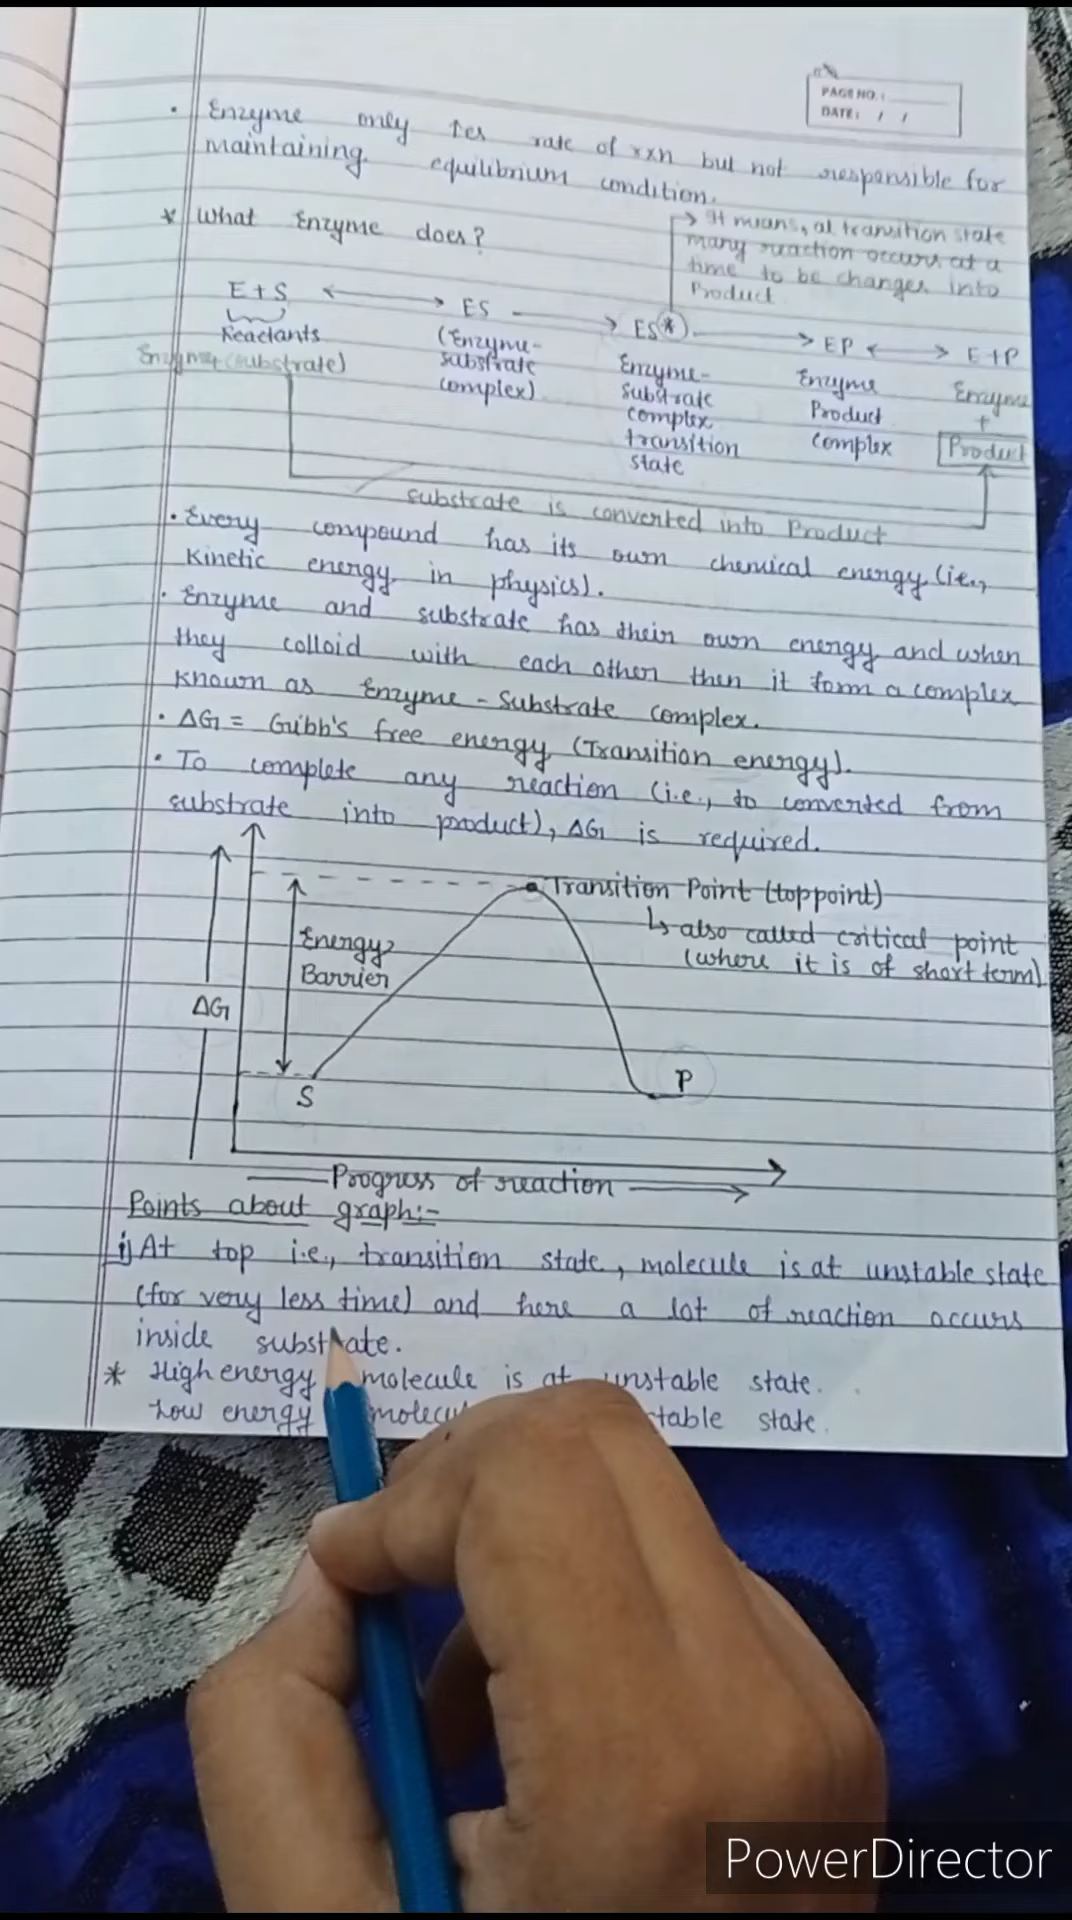 PAGE NO.:
DATE: / /
• Enzyme only ↑es rate of rxn but not responsible for
maintaining equilibrium condition.
* What Enzyme does?
→ It means, at transition state
many reaction occurs at a
time to be changes into
Product
E+S ⟷ ES → ES* → EP ⟷ E+P
Reactants
Enzyme+(substrate)
(Enzyme-
substrate
complex)
Enzyme-
substrate
complex
transition
state
Enzyme
Product
complex
Enzyme
+
Product
substrate is converted into Product
• Every compound has its own chemical energy (i.e.,
Kinetic energy in physics).
• Enzyme and substrate has their own energy and when
they colloid with each other then it form a complex
known as Enzyme - Substrate complex.
• ΔG = Gibb's free energy (Transition energy).
• To complete any reaction (i.e., to converted from
substrate into product), ΔG is required.
Transition Point (top point)
↳ also called critical point
(where it is of short term)
Energy
Barrier
ΔG
S
P
Progress of reaction
Points about graph:-
i) At top i.e., transition state, molecule is at unstable state
(for very less time) and here a lot of reaction occurs
inside substrate.
* High energy molecule is at unstable state.
Low energy state.
PowerDirector